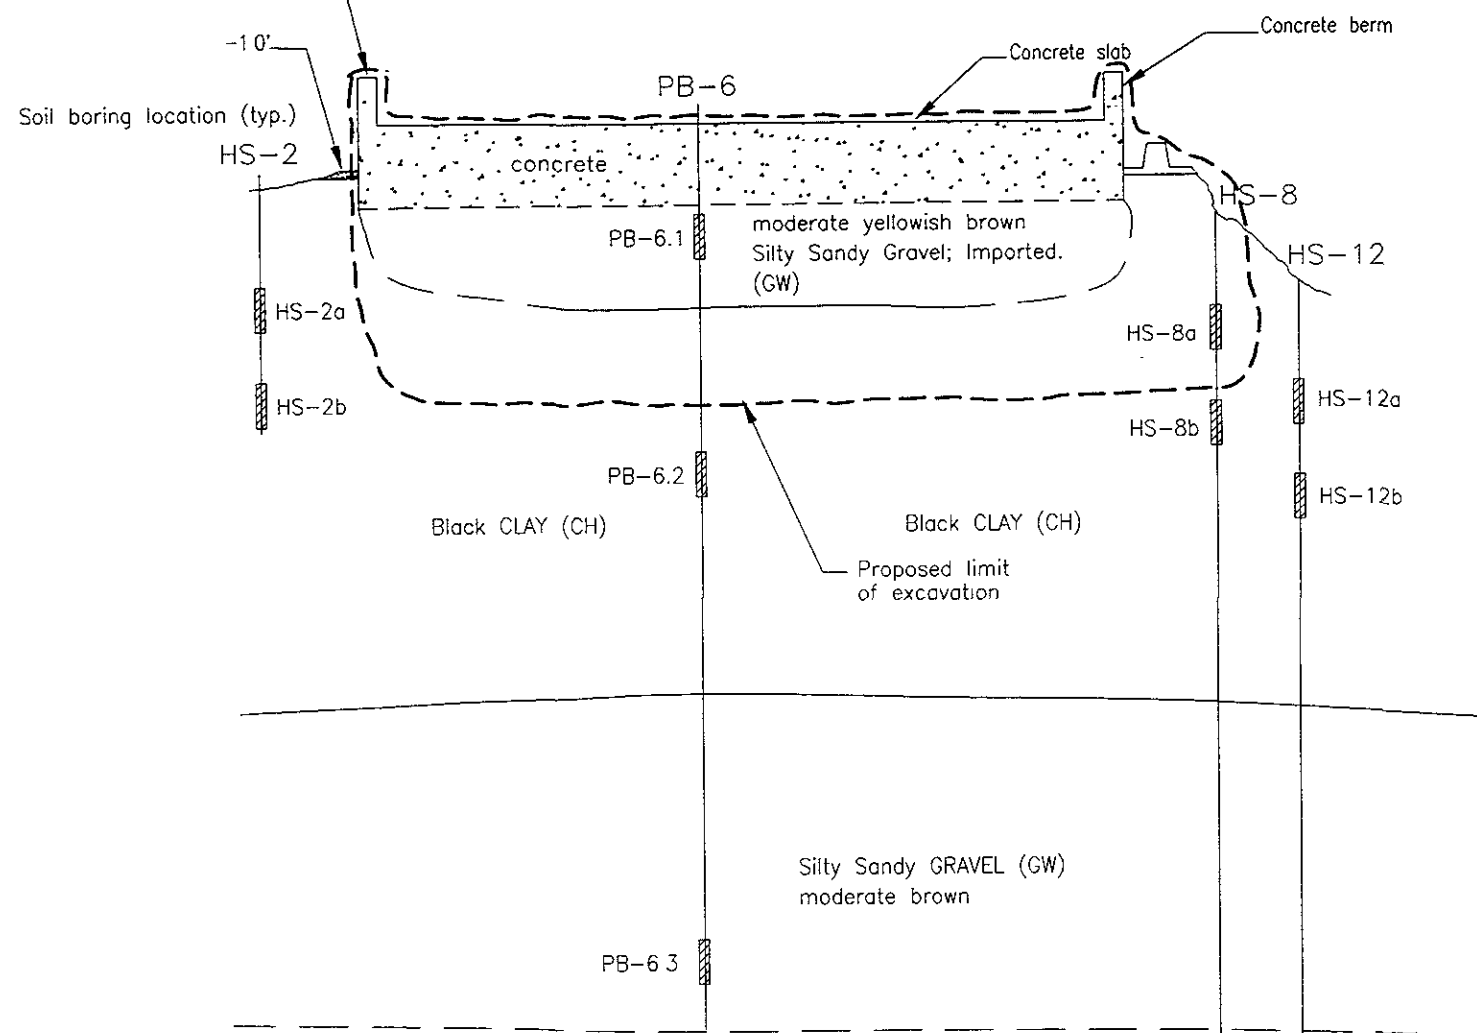 Concrete berm
-10'
Concrete slab
PB-6
Soil boring location (typ.)
HS-2
concrete
HS-8
moderate yellowish brown
Silty Sandy Gravel; Imported.
(GW)
PB-6.1
HS-12
HS-2a
HS-8a
HS-2b
HS-12a
HS-8b
PB-6.2
HS-12b
Black CLAY (CH)
Black CLAY (CH)
Proposed limit
of excavation
Silty Sandy GRAVEL (GW)
moderate brown
PB-6 3